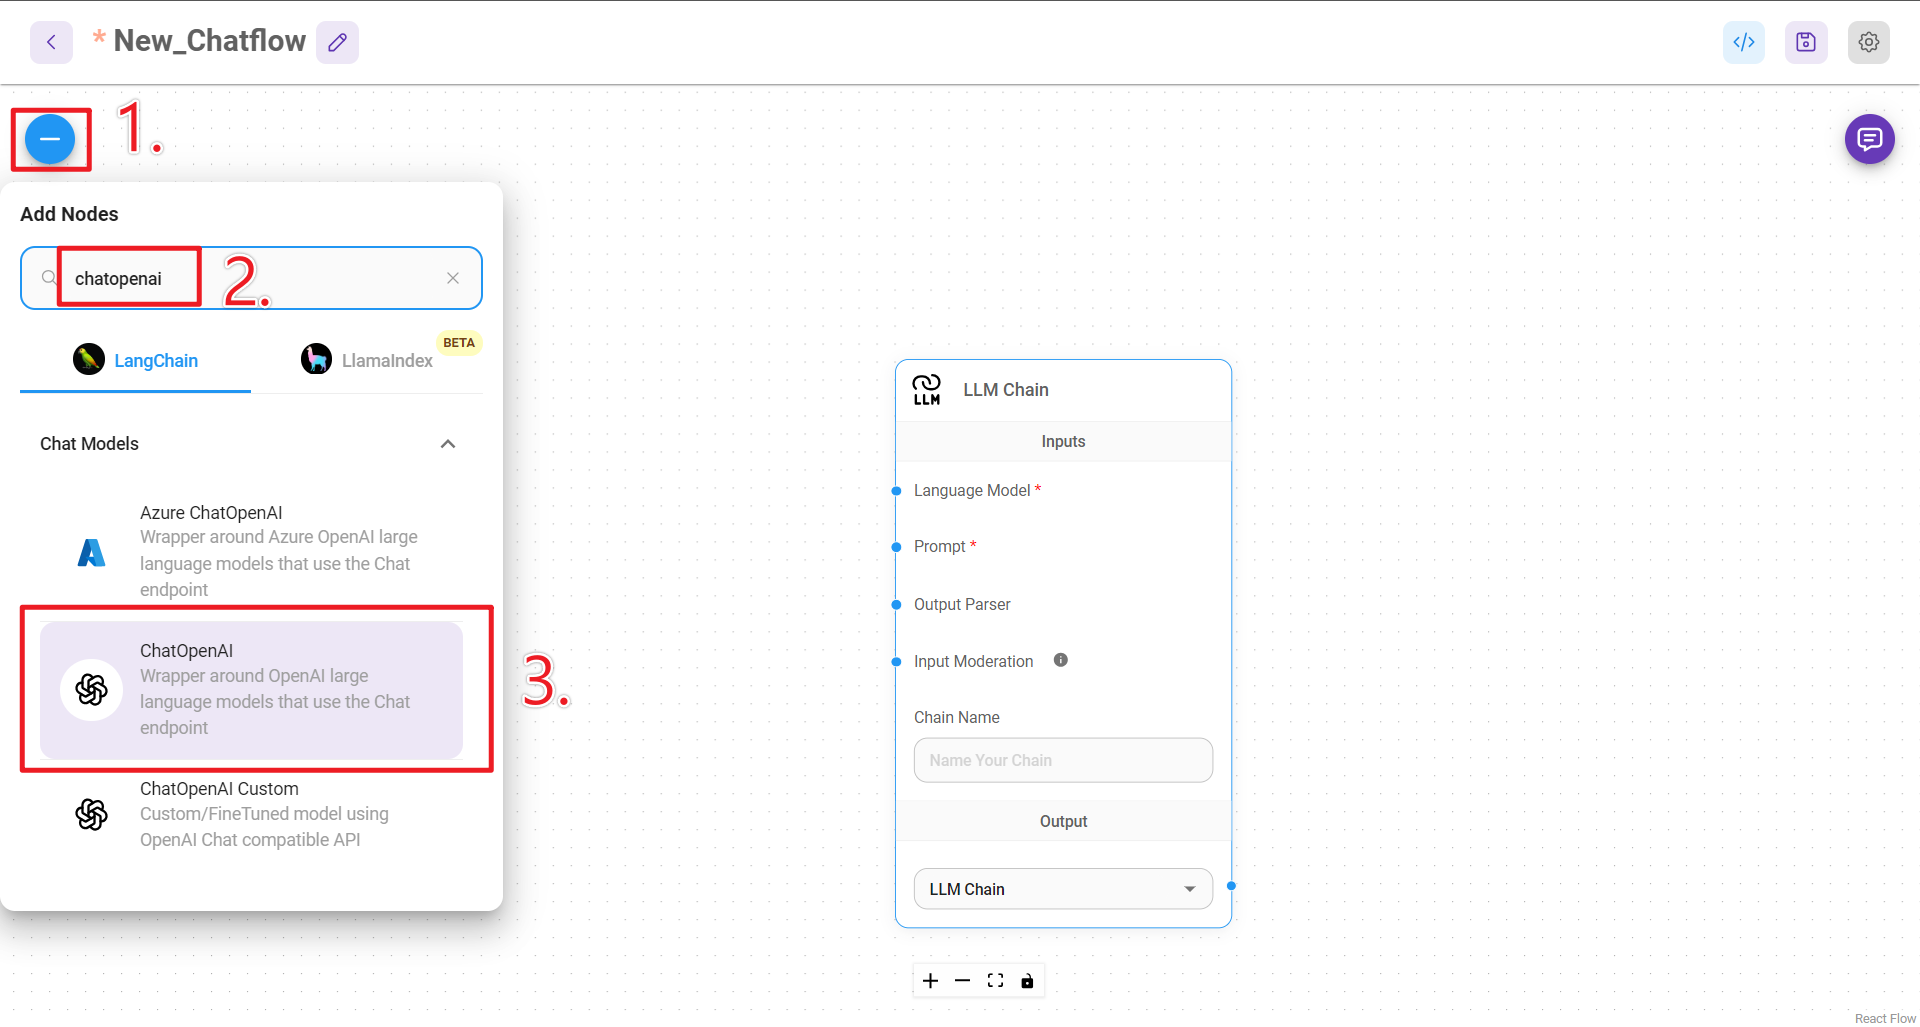 * New_Chatflow
1.
Add Nodes
chatopenai
2.
LangChain
LlamaIndex
BETA
Chat Models
Azure ChatOpenAI
Wrapper around Azure OpenAI large
language models that use the Chat
endpoint
ChatOpenAI
Wrapper around OpenAI large
language models that use the Chat
endpoint
3.
ChatOpenAI Custom
Custom/FineTuned model using
OpenAI Chat compatible API
LLM
LLM Chain
Inputs
Language Model *
Prompt *
Output Parser
Input Moderation
Chain Name
Name Your Chain
Output
LLM Chain
React Flow